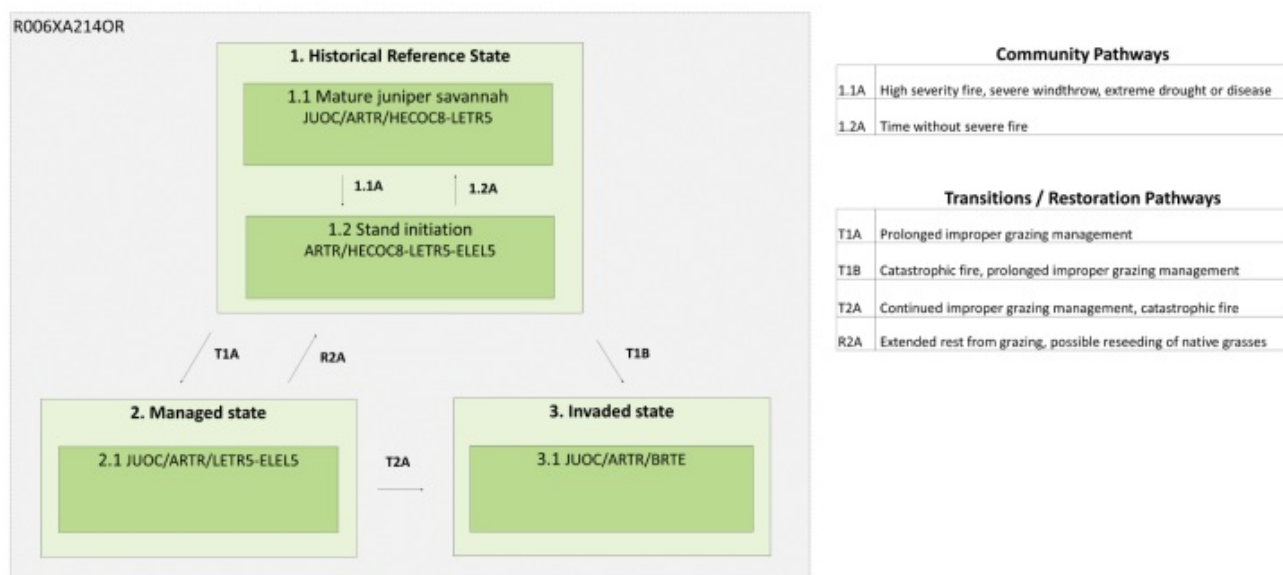 R006XA214OR
1. Historical Reference State
1.1 Mature juniper savannah
JUOC/ARTR/HECOC8-LETR5
1.1A
1.2A
1.2 Stand initiation
ARTR/HECOC8-LETR5-ELEL5
T1A
R2A
T1B
2. Managed state
2.1 JUOC/ARTR/LETR5-ELEL5
T2A
3. Invaded state
3.1 JUOC/ARTR/BRTE
Community Pathways
1.1A High severity fire, severe windthrow, extreme drought or disease
1.2A Time without severe fire
Transitions / Restoration Pathways
T1A Prolonged improper grazing management
T1B Catastrophic fire, prolonged improper grazing management
T2A Continued improper grazing management, catastrophic fire
R2A Extended rest from grazing, possible reseeding of native grasses